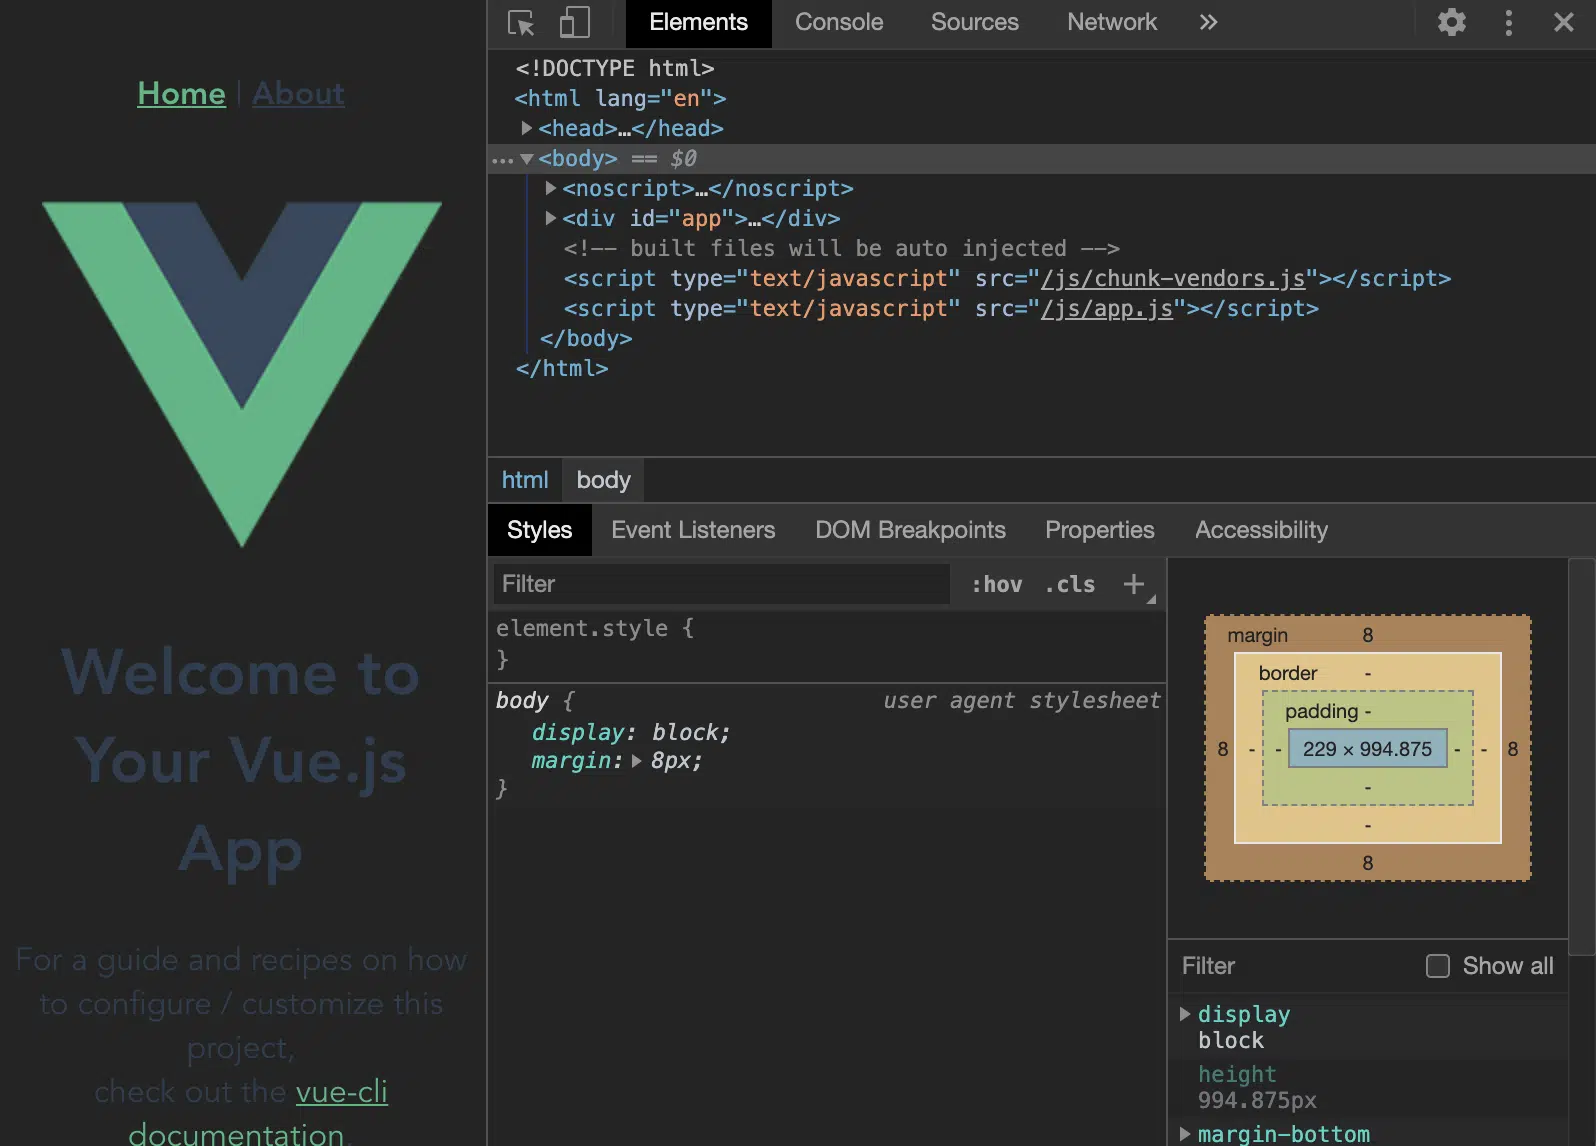 Home | About
Welcome to
Your Vue.js
App
For a guide and recipes on how
to configure / customize this
project,
check out the vue-cli
documentation.
Elements Console Sources Network »
<!DOCTYPE html>
<html lang="en">
<head>…</head>
… <body> == $0
<noscript>…</noscript>
<div id="app">…</div>
<!-- built files will be auto injected -->
<script type="text/javascript" src="/js/chunk-vendors.js"></script>
<script type="text/javascript" src="/js/app.js"></script>
</body>
</html>
html body
Styles Event Listeners DOM Breakpoints Properties Accessibility
Filter :hov .cls +
element.style {
}
body { user agent stylesheet
display: block;
margin: 8px;
}
margin 8
border -
padding -
8 - - 229 × 994.875 - - 8
-
-
8
Filter Show all
display
block
height
994.875px
margin-bottom